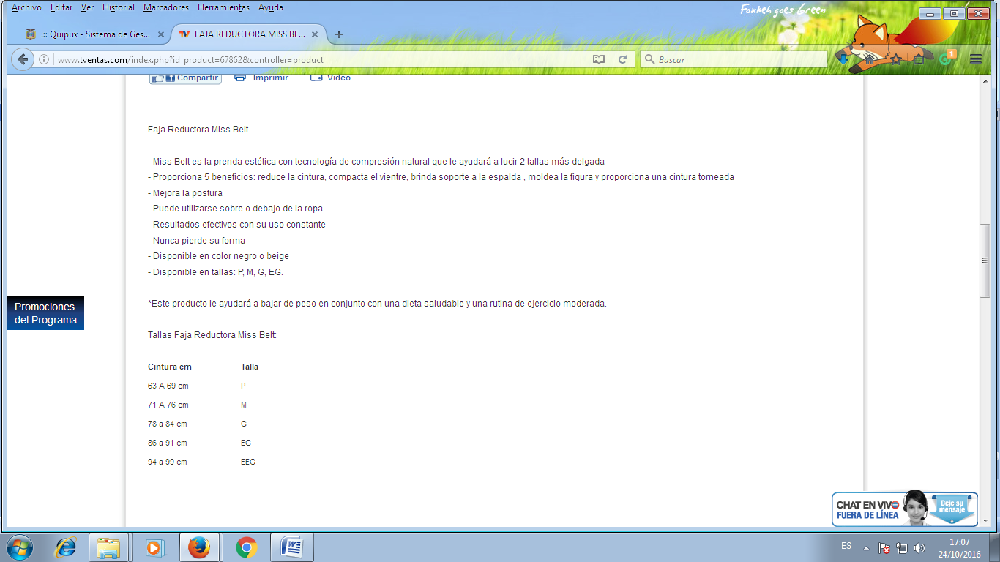 Archivo Editar Ver Historial Marcadores Herramientas Ayuda
Foxkeh goes Green
.:: Quipux - Sistema de Ges...
FAJA REDUCTORA MISS BE...
www.tventas.com/index.php?id_product=67862&controller=product
Buscar
1
Compartir Imprimir Video
Faja Reductora Miss Belt
- Miss Belt es la prenda estética con tecnología de compresión natural que le ayudará a lucir 2 tallas más delgada
- Proporciona 5 beneficios: reduce la cintura, compacta el vientre, brinda soporte a la espalda , moldea la figura y proporciona una cintura torneada
- Mejora la postura
- Puede utilizarse sobre o debajo de la ropa
- Resultados efectivos con su uso constante
- Nunca pierde su forma
- Disponible en color negro o beige
- Disponible en tallas: P, M, G, EG.
Promociones
del Programa
*Este producto le ayudará a bajar de peso en conjunto con una dieta saludable y una rutina de ejercicio moderada.
Tallas Faja Reductora Miss Belt:
Cintura cm Talla
63 A 69 cm P
71 A 76 cm M
78 a 84 cm G
86 a 91 cm EG
94 a 99 cm EEG
CHAT EN VIVO
FUERA DE LÍNEA
Deje su
mensaje
ES
17:07
24/10/2016